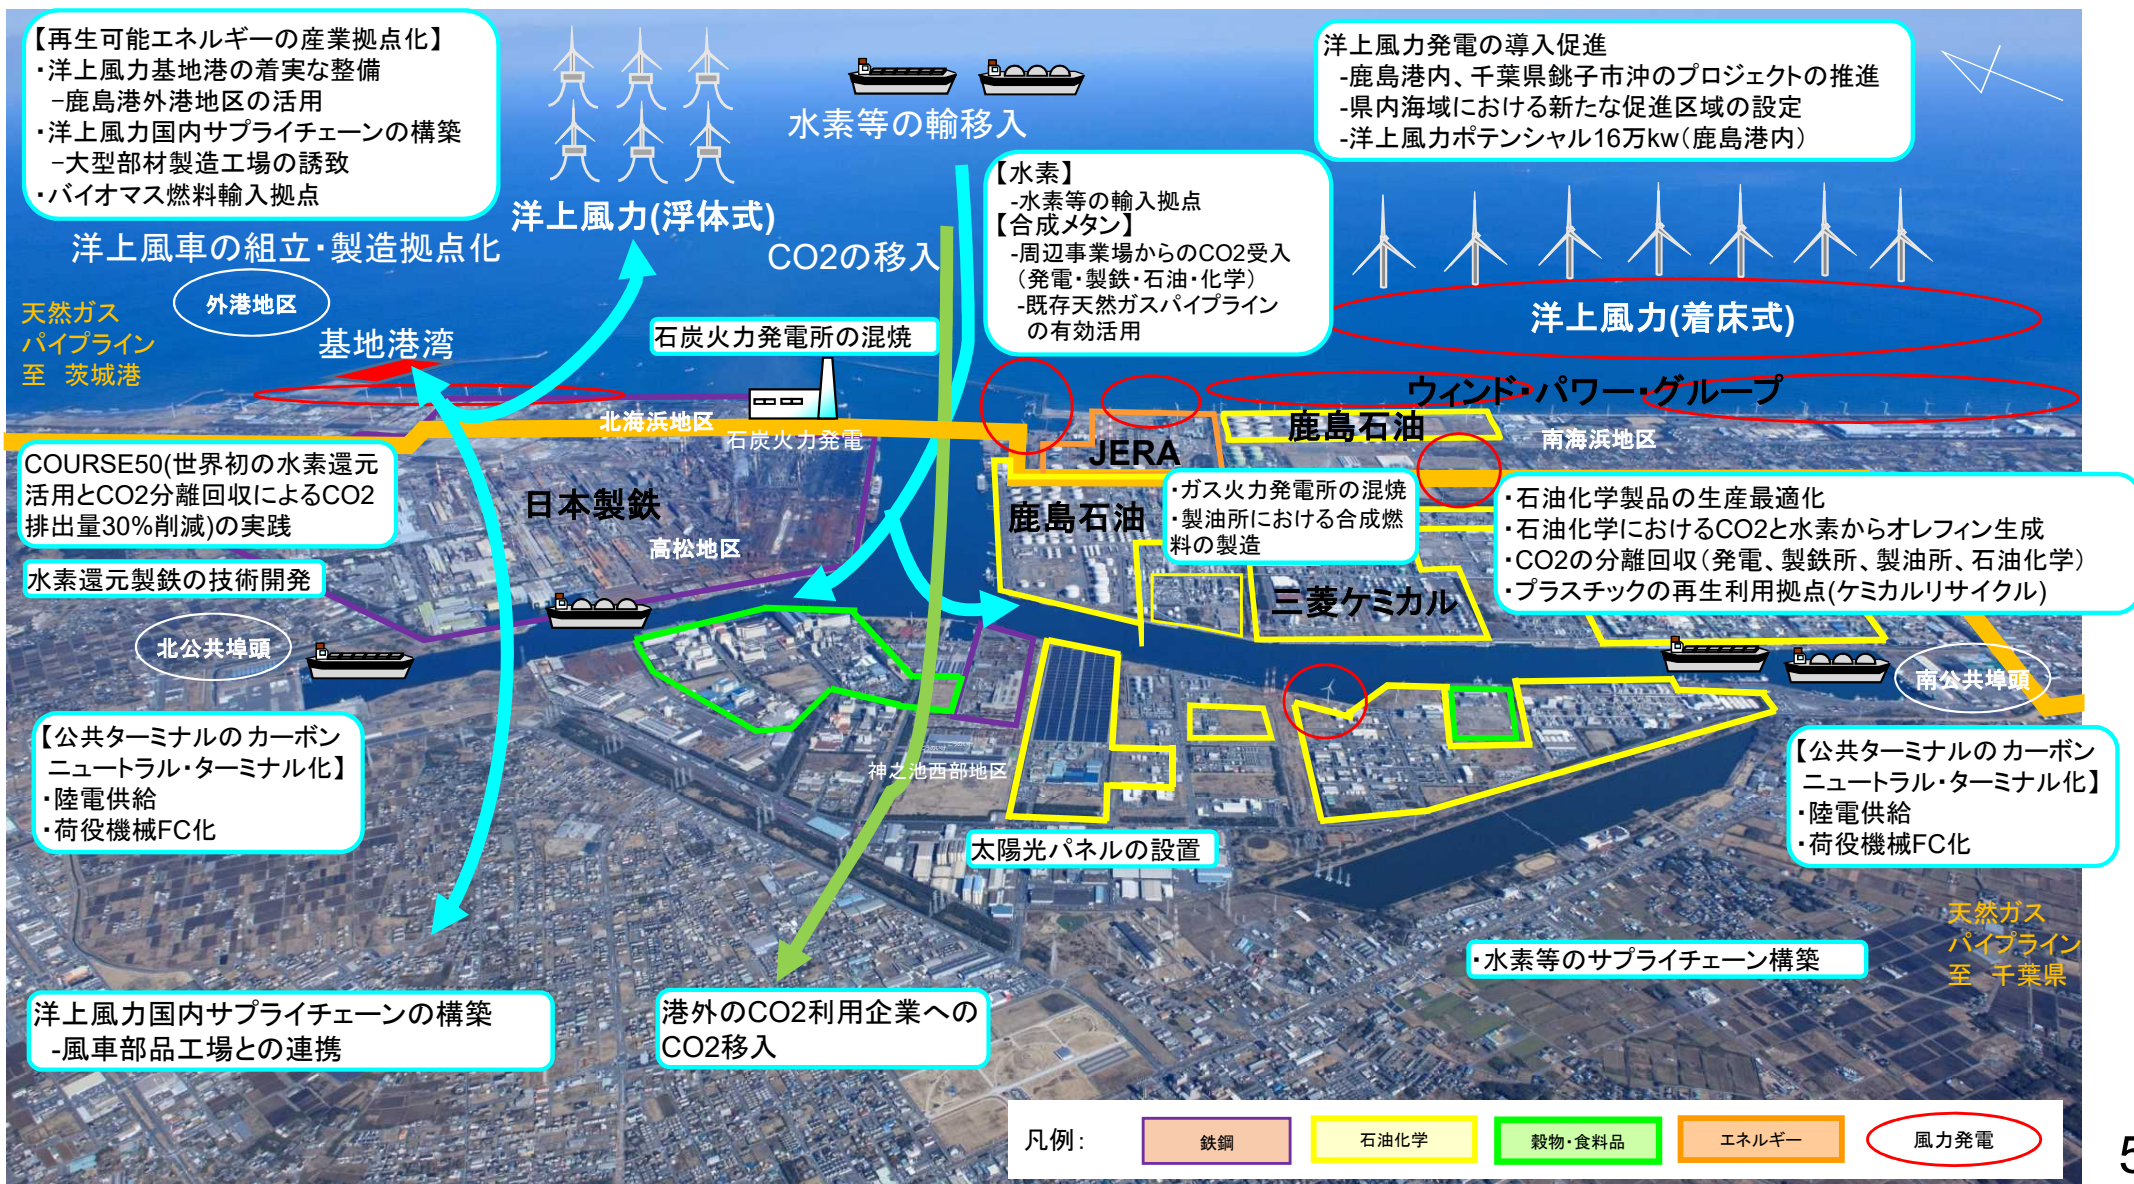 【再生可能エネルギーの産業拠点化】
・洋上風力基地港の着実な整備
－鹿島港外港地区の活用
・洋上風力国内サプライチェーンの構築
－大型部材製造工場の誘致
・バイオマス燃料輸入拠点
洋上風車の組立・製造拠点化
外港地区
天然ガス
パイプライン
至 茨城港
基地港湾
洋上風力(浮体式)
水素等の輸移入
CO2の移入
【水素】
-水素等の輸入拠点
【合成メタン】
-周辺事業場からのCO2受入
（発電・製鉄・石油・化学）
-既存天然ガスパイプライン
の有効活用
洋上風力発電の導入促進
-鹿島港内、千葉県銚子市沖のプロジェクトの推進
-県内海域における新たな促進区域の設定
-洋上風力ポテンシャル16万kw（鹿島港内）
洋上風力(着床式)
ウィンド・パワー・グループ
石炭火力発電所の混焼
北海浜地区
石炭火力発電
JERA
鹿島石油
南海浜地区
COURSE50(世界初の水素還元
活用とCO2分離回収によるCO2
排出量30%削減)の実践
水素還元製鉄の技術開発
日本製鉄
高松地区
鹿島石油
・ガス火力発電所の混焼
・製油所における合成燃
料の製造
・石油化学製品の生産最適化
・石油化学におけるCO2と水素からオレフィン生成
・CO2の分離回収（発電、製鉄所、製油所、石油化学）
・プラスチックの再生利用拠点(ケミカルリサイクル)
三菱ケミカル
北公共埠頭
南公共埠頭
【公共ターミナルのカーボン
ニュートラル・ターミナル化】
・陸電供給
・荷役機械FC化
神之池西部地区
太陽光パネルの設置
【公共ターミナルのカーボン
ニュートラル・ターミナル化】
・陸電供給
・荷役機械FC化
天然ガス
パイプライン
至 千葉県
・水素等のサプライチェーン構築
洋上風力国内サプライチェーンの構築
-風車部品工場との連携
港外のCO2利用企業への
CO2移入
凡例：
鉄鋼
石油化学
穀物・食料品
エネルギー
風力発電
5